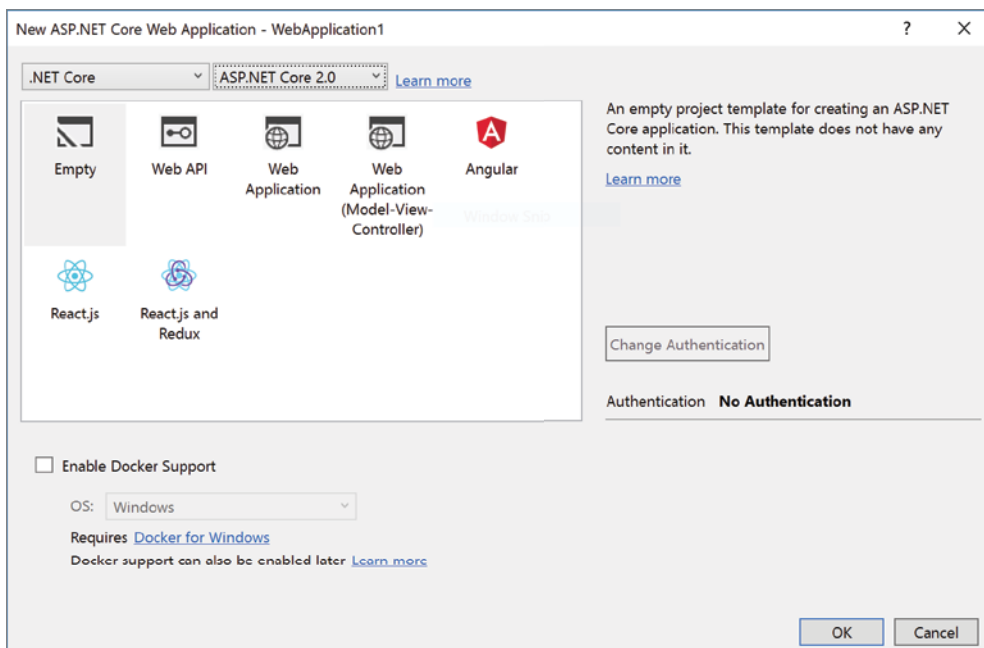 New ASP.NET Core Web Application - WebApplication1
?
.NET Core
ASP.NET Core 2.0
Learn more
Empty
Web API
Web
Application
Web
Application
(Model-View-
Controller)
Angular
React.js
React.js and
Redux
An empty project template for creating an ASP.NET
Core application. This template does not have any
content in it.
Learn more
Window Snip
Change Authentication
Authentication No Authentication
Enable Docker Support
OS: Windows
Requires Docker for Windows
Docker support can also be enabled later Learn more
OK
Cancel